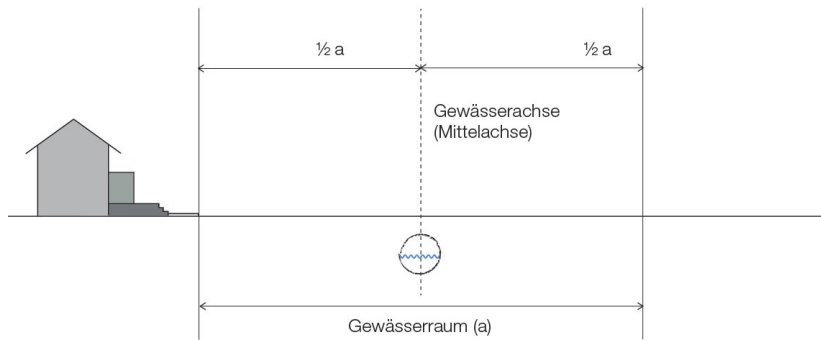 ½ a
½ a
Gewässerachse
(Mittelachse)
Gewässerraum (a)